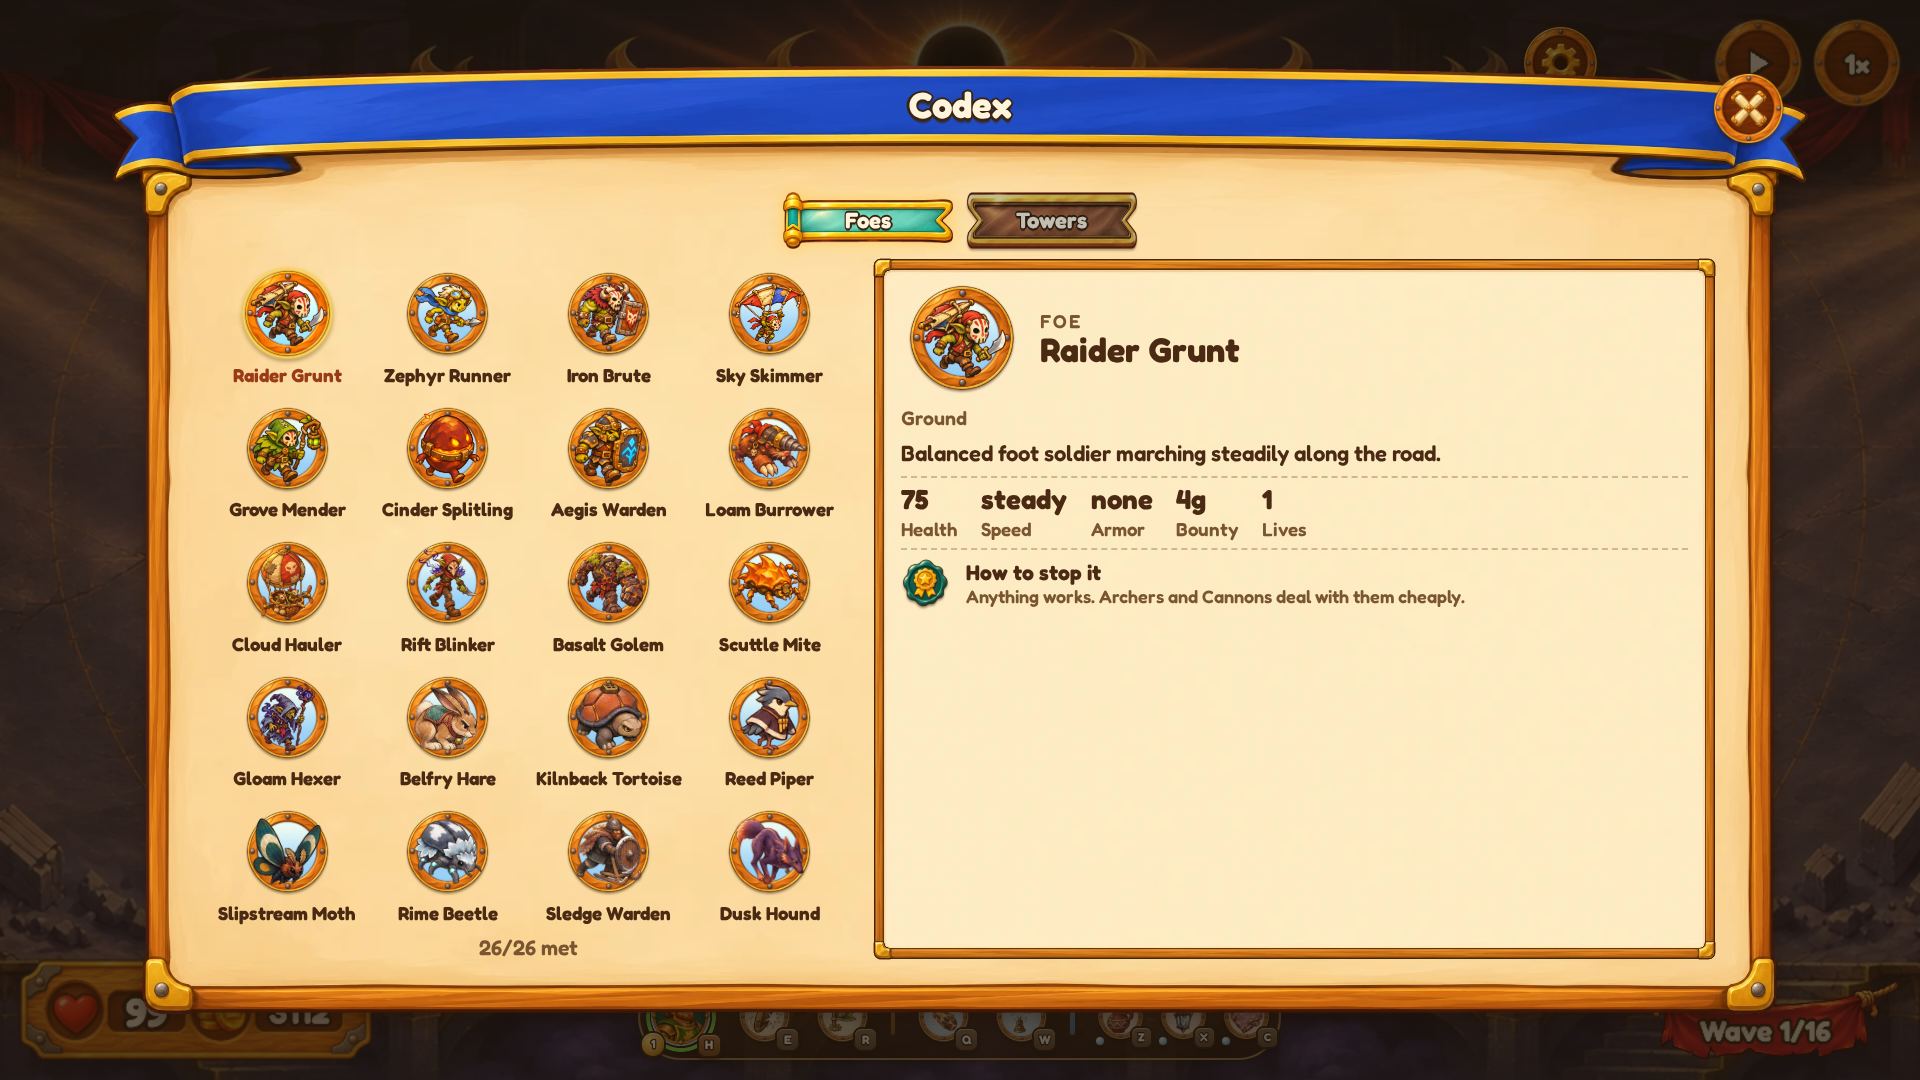 Codex
1x
Foes
Towers
Raider Grunt
Zephyr Runner
Iron Brute
Sky Skimmer
Grove Mender
Cinder Splitling
Aegis Warden
Loam Burrower
Cloud Hauler
Rift Blinker
Basalt Golem
Scuttle Mite
Gloam Hexer
Belfry Hare
Kilnback Tortoise
Reed Piper
Slipstream Moth
Rime Beetle
Sledge Warden
Dusk Hound
26/26 met
FOE
Raider Grunt
Ground
Balanced foot soldier marching steadily along the road.
75 steady none 4g 1
Health Speed Armor Bounty Lives
How to stop it
Anything works. Archers and Cannons deal with them cheaply.
1 H E R Q W Z X C
Wave 1/16